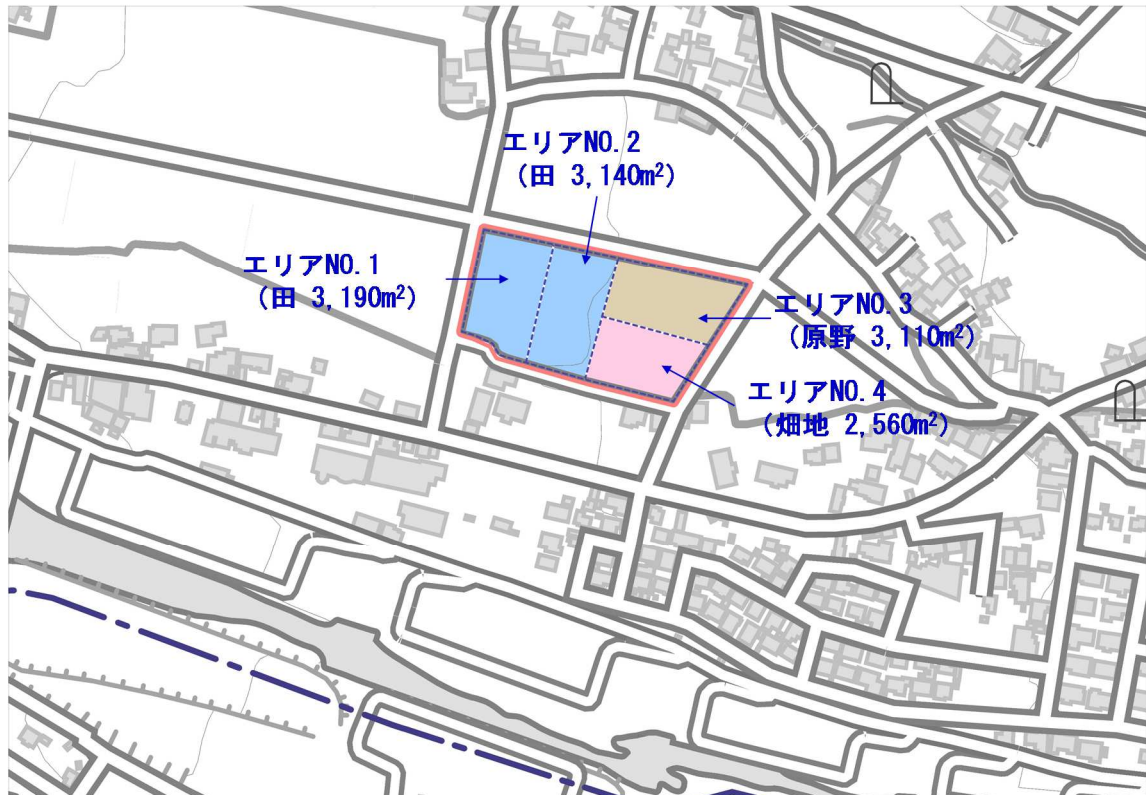 エリアNO.2
（田 3,140m²）
エリアNO.1
（田 3,190m²）
エリアNO.3
（原野 3,110m²）
エリアNO.4
（畑地 2,560m²）